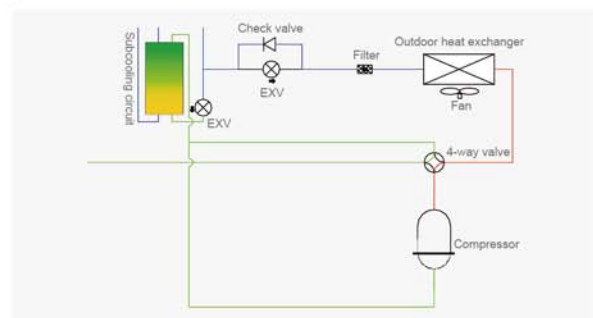 Check valve
Outdoor heat exchanger
Filter
Subcooling circuit
EXV
Fan
EXV
4-way valve
Compressor